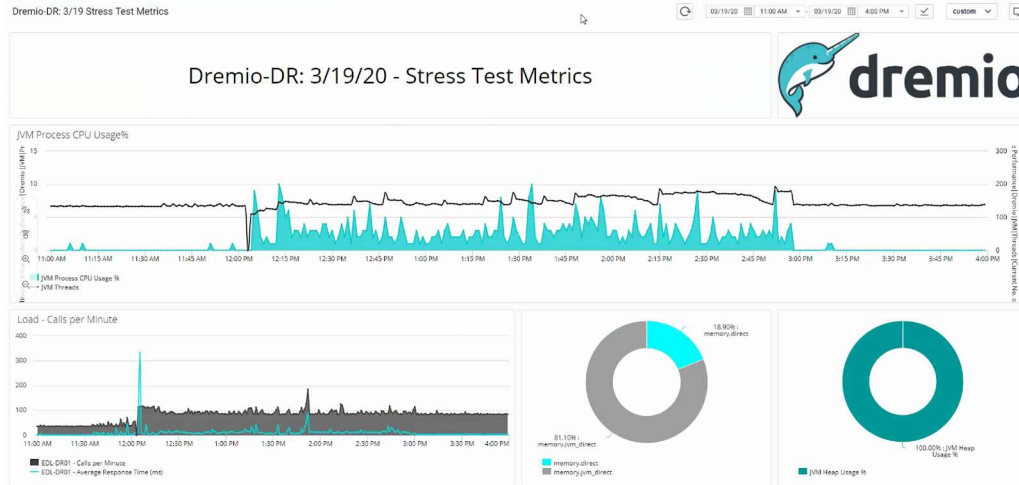 Dremio-DR: 3/19 Stress Test Metrics
03/19/20 11:00 AM - 03/19/20 4:00 PM custom
Dremio-DR: 3/19/20 - Stress Test Metrics
dremio
JVM Process CPU Usage%
15
10
300
200
100
0
11:00 AM 11:15 AM 11:30 AM 11:45 AM 12:00 PM 12:15 PM 12:30 PM 12:45 PM 1:00 PM 1:15 PM 1:30 PM 1:45 PM 2:00 PM 2:15 PM 2:30 PM 2:45 PM 3:00 PM 3:15 PM 3:30 PM 3:45 PM 4:00 PM
JVM Process CPU Usage %
JVM Threads
Load - Calls per Minute
400
300
200
100
0
11:00 AM 11:30 AM 12:00 PM 12:30 PM 1:00 PM 1:30 PM 2:00 PM 2:30 PM 3:00 PM 3:30 PM 4:00 PM
EDL-DR01 - Calls per Minute
EDL-DR01 - Average Response Time (ms)
18.90% :
memory.direct
81.10% :
memory.jvm_direct
memory.direct
memory.jvm_direct
100.00% : JVM Heap
Usage %
JVM Heap Usage %